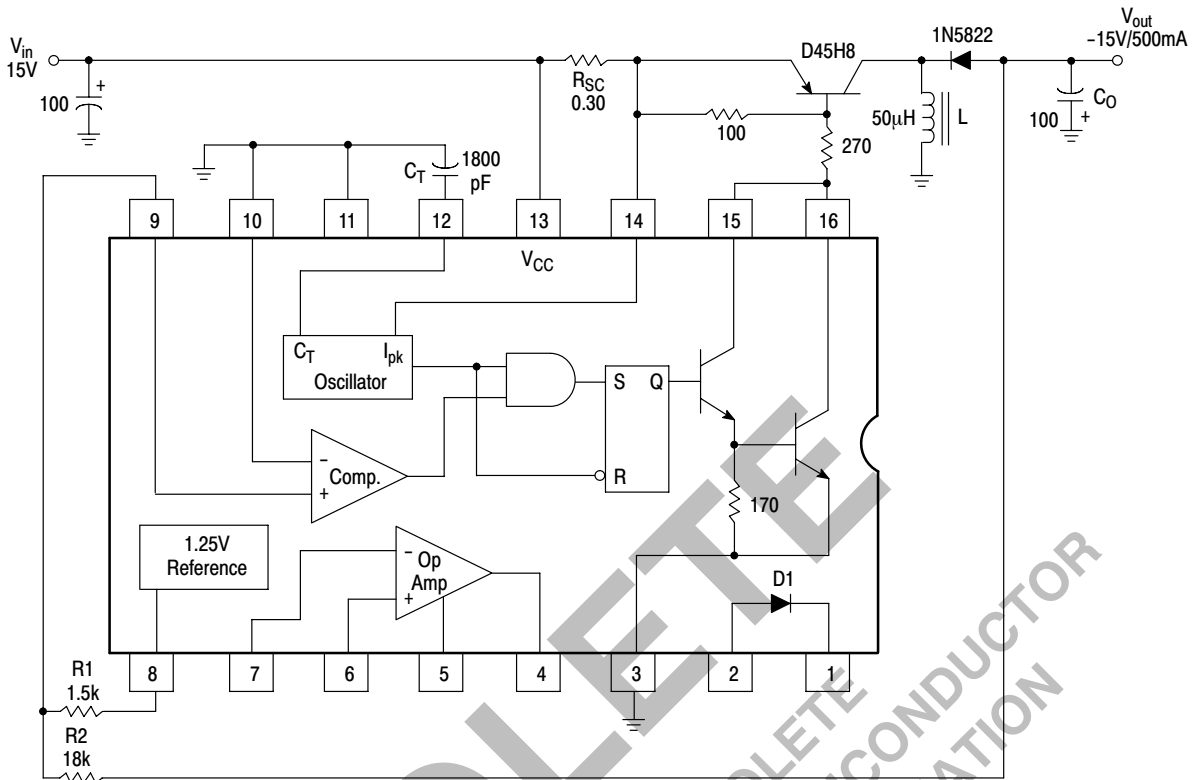 V_in
15V
100
+
R_SC
0.30
D45H8
1N5822
V_out
-15V/500mA
100
270
50μH
L
100
C_O
+
C_T
1800
pF
9
10
11
12
13
14
15
16
V_CC
C_T
I_pk
Oscillator
S
Q
R
-
+
Comp.
170
1.25V
Reference
-
Op
Amp
+
D1
8
7
6
5
4
3
2
1
R1
1.5k
R2
18k